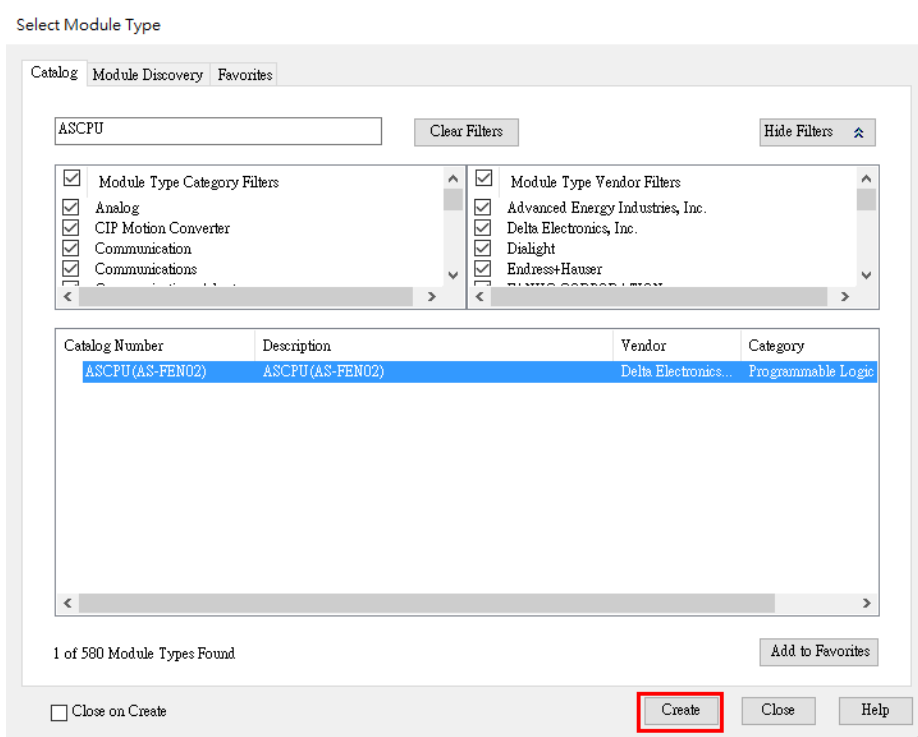 Select Module Type
Catalog Module Discovery Favorites
ASCPU Clear Filters Hide Filters
Module Type Category Filters
Analog
CIP Motion Converter
Communication
Communications
Module Type Vendor Filters
Advanced Energy Industries, Inc.
Delta Electronics, Inc.
Dialight
Endress+Hauser
FANUC CORPORATION
Catalog Number Description Vendor Category
ASCPU(AS-FEN02) ASCPU(AS-FEN02) Delta Electronics... Programmable Logic
1 of 580 Module Types Found Add to Favorites
Close on Create Create Close Help